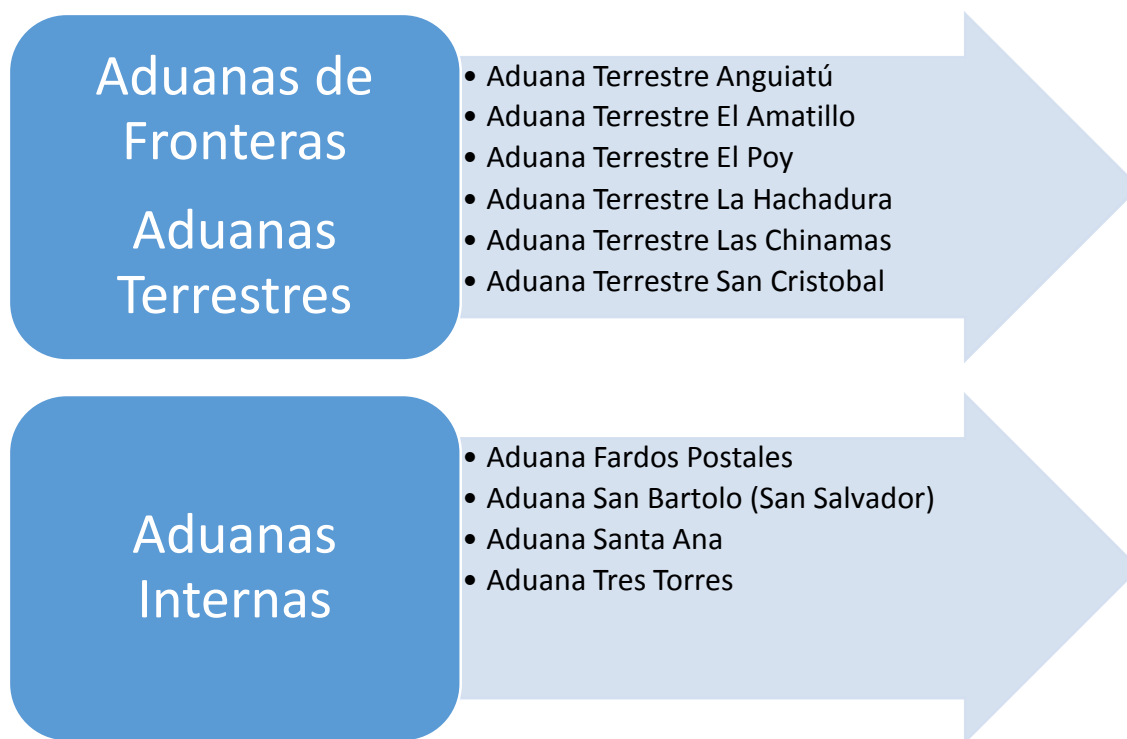 Aduanas de
Fronteras
Aduanas
Terrestres
• Aduana Terrestre Anguiatú
• Aduana Terrestre El Amatillo
• Aduana Terrestre El Poy
• Aduana Terrestre La Hachadura
• Aduana Terrestre Las Chinamas
• Aduana Terrestre San Cristobal
Aduanas
Internas
• Aduana Fardos Postales
• Aduana San Bartolo (San Salvador)
• Aduana Santa Ana
• Aduana Tres Torres